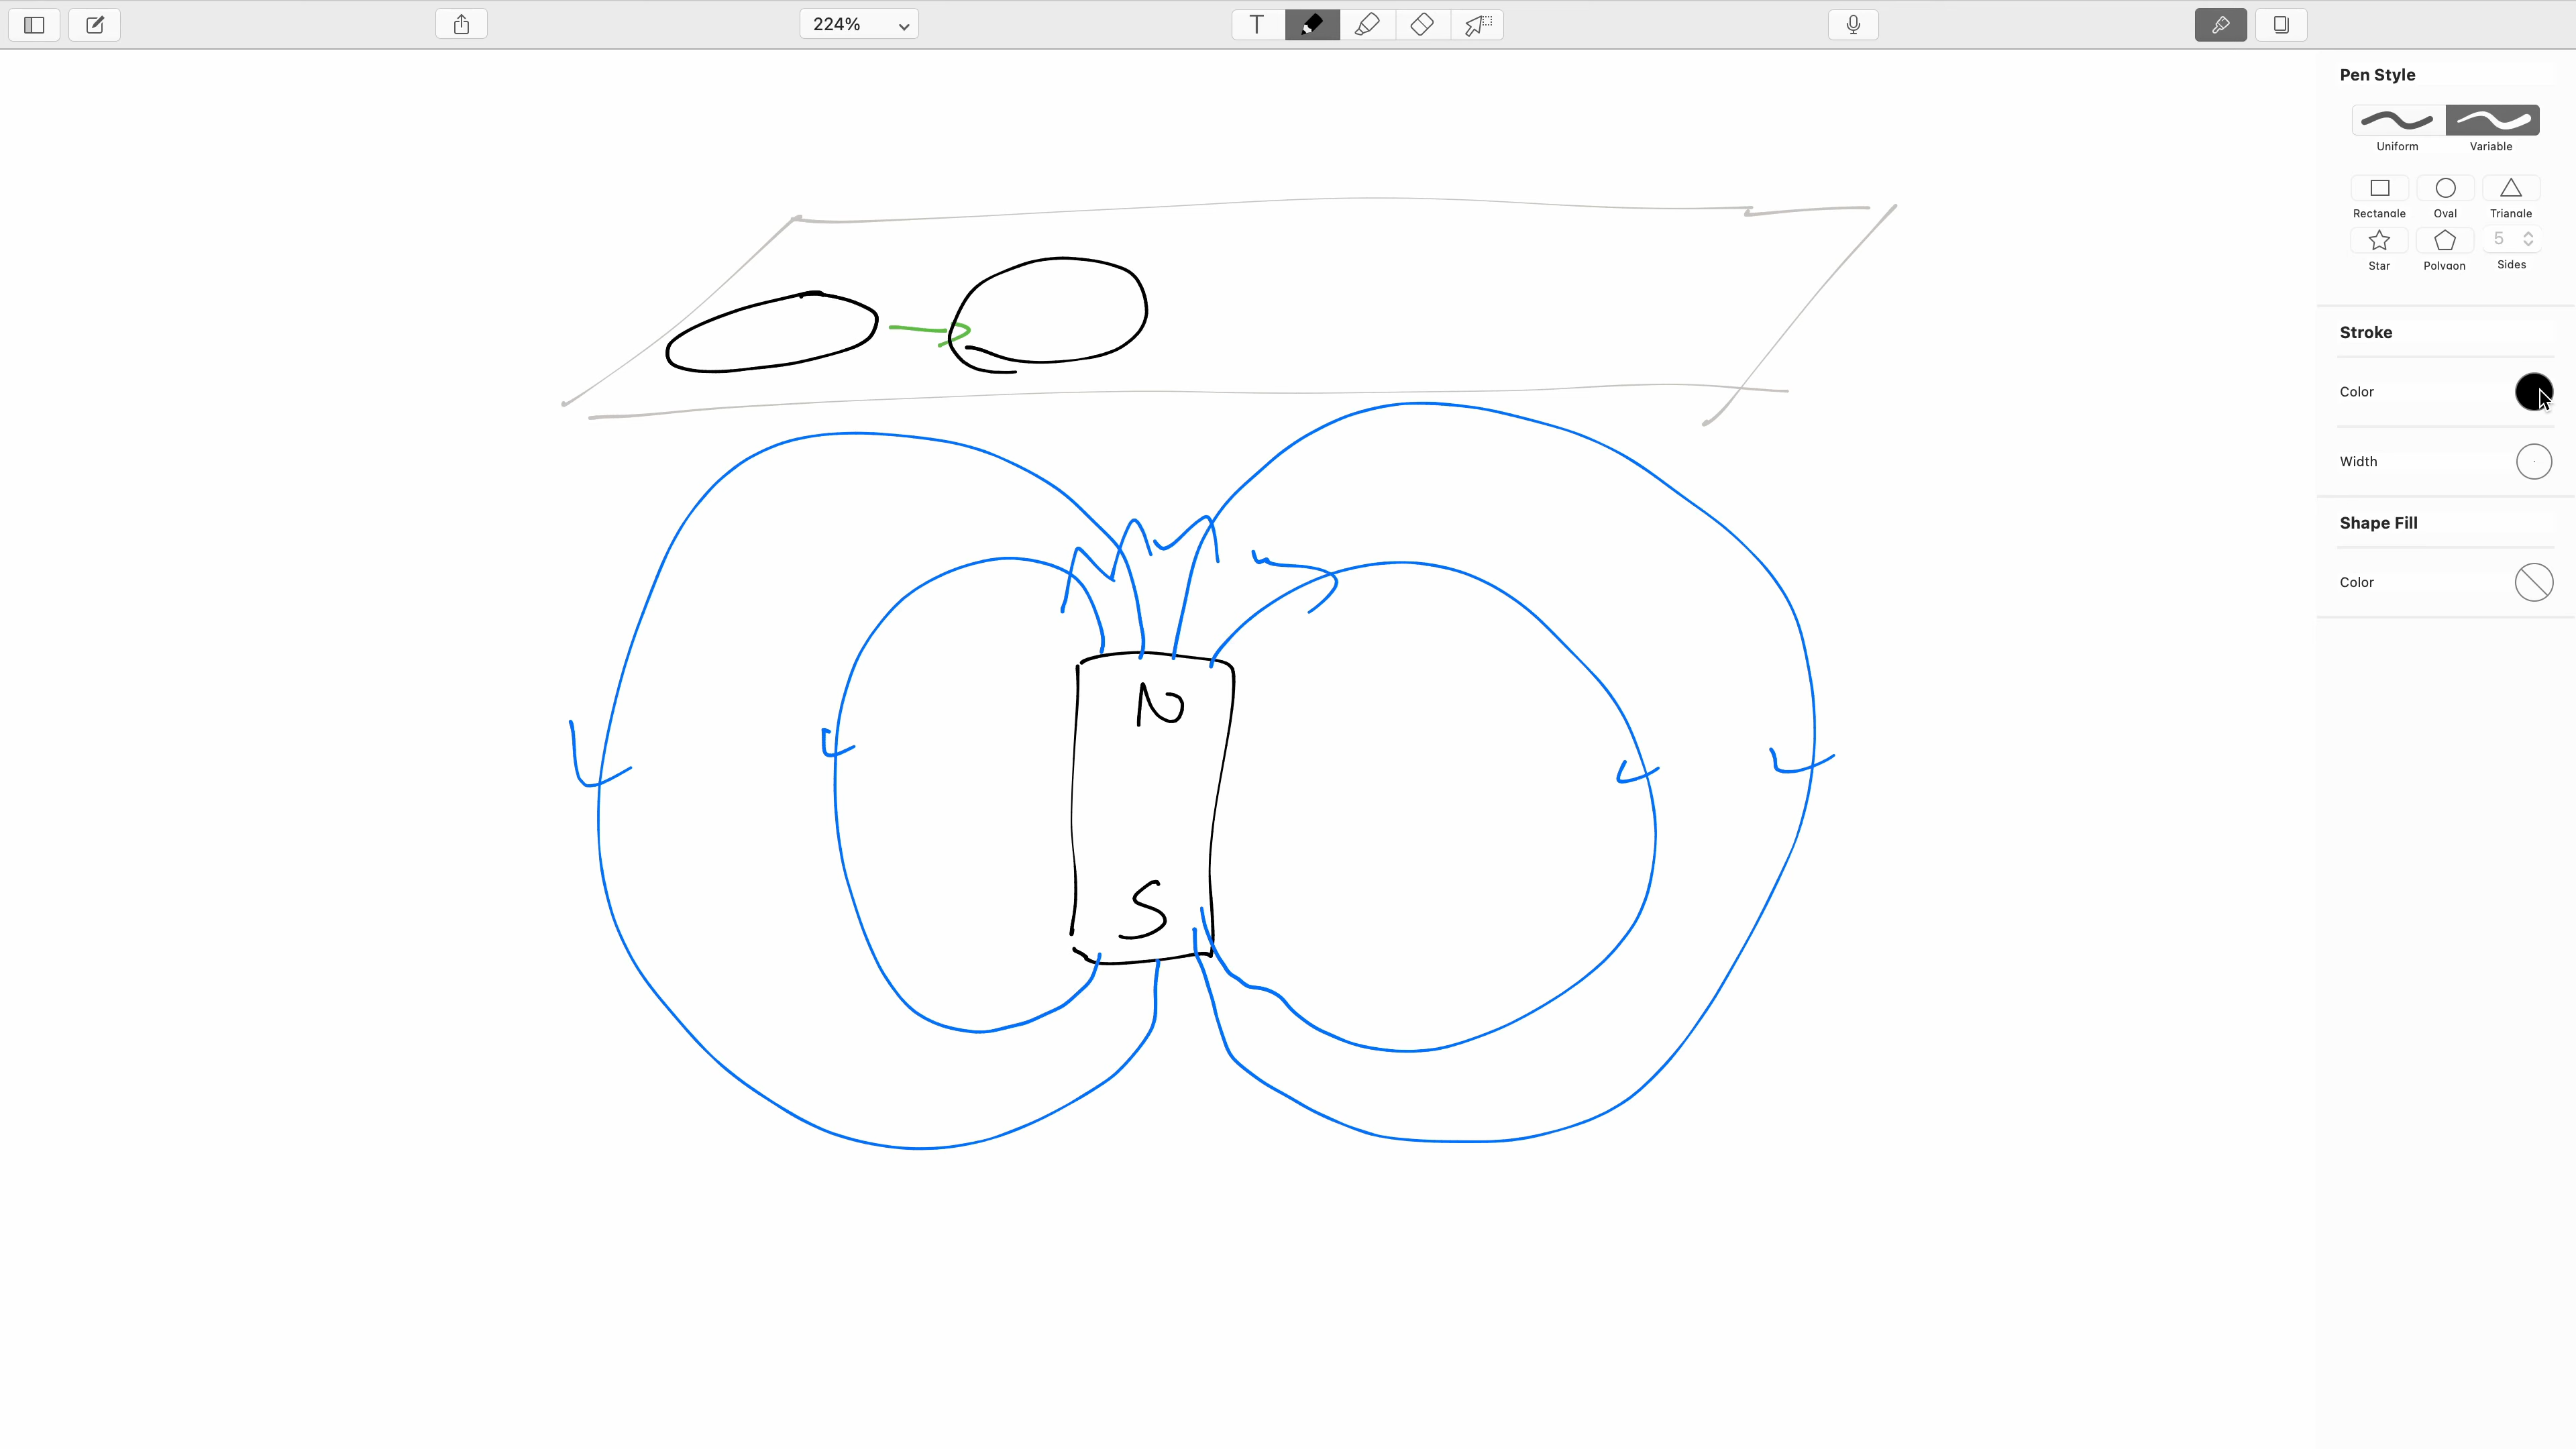 224%
T
Pen Style
Uniform Variable
Rectangle Oval Triangle
5
Star Polygon Sides
Stroke
Color
Width
Shape Fill
Color
N
S